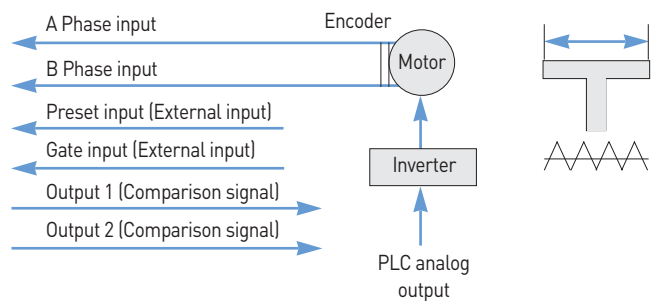 A Phase input
Encoder
B Phase input
Motor
Preset input (External input)
Gate input (External input)
Inverter
Output 1 (Comparison signal)
Output 2 (Comparison signal)
PLC analog
output